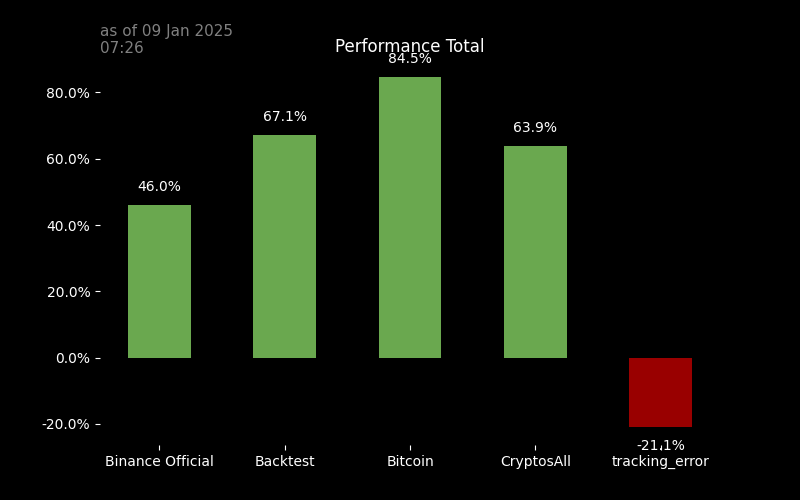 as of 09 Jan 2025
07:26
Performance Total
84.5%
80.0%
67.1%
63.9%
60.0%
46.0%
40.0%
20.0%
0.0%
-20.0%
-21.1%
Binance Official
Backtest
Bitcoin
CryptosAll
tracking_error